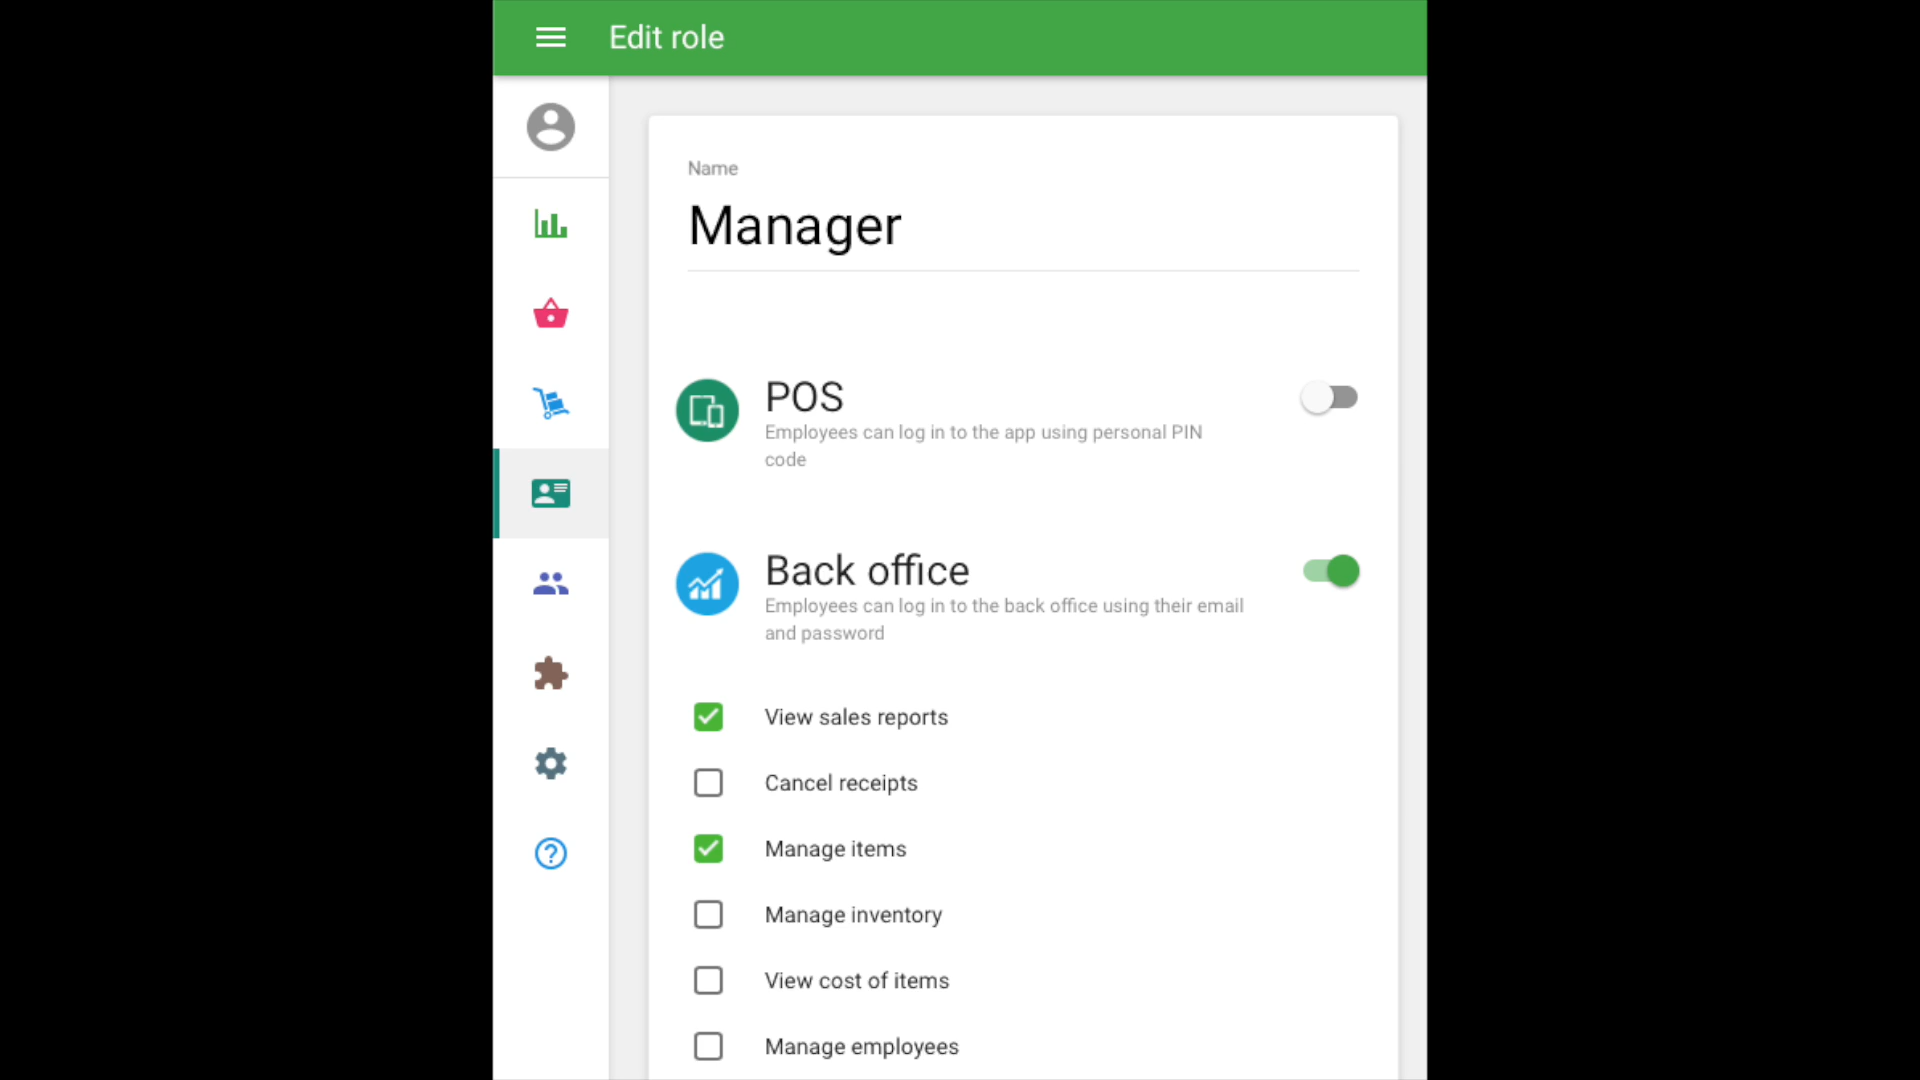 Edit role
Name
Manager
POS
Employees can log in to the app using personal PIN
code
Back office
Employees can log in to the back office using their email
and password
View sales reports
Cancel receipts
Manage items
Manage inventory
View cost of items
Manage employees